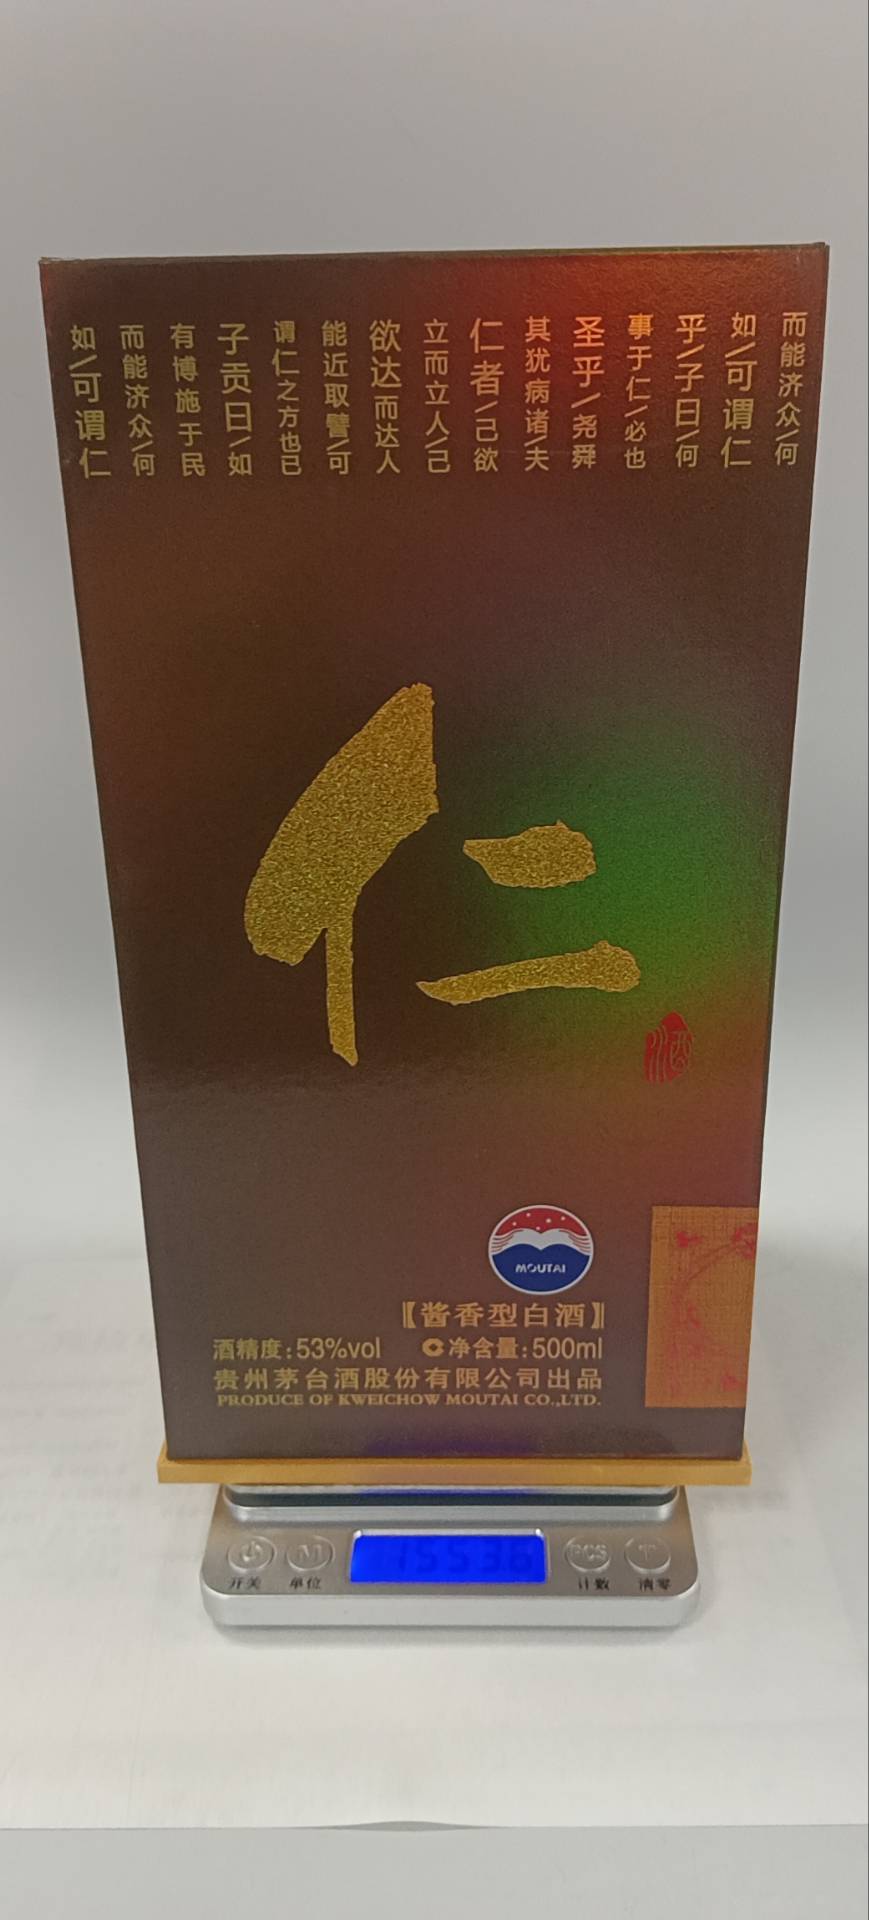 而能济众/何
如/可谓仁
乎/子曰/何
事于仁/必也
圣乎/尧舜
其犹病诸/夫
仁者/己欲
立而立人/己
欲达而达人
能近取譬/可
谓仁之方也已
子贡曰/如
有博施于民
而能济众/何
如/可谓仁
仁
酒
MOUTAI
【酱香型白酒】
酒精度:53%vol 净含量:500ml
贵州茅台酒股份有限公司出品
PRODUCE OF KWEICHOW MOUTAI CO.,LTD.
1553.6
M PCS T
开关 单位 计数 清零